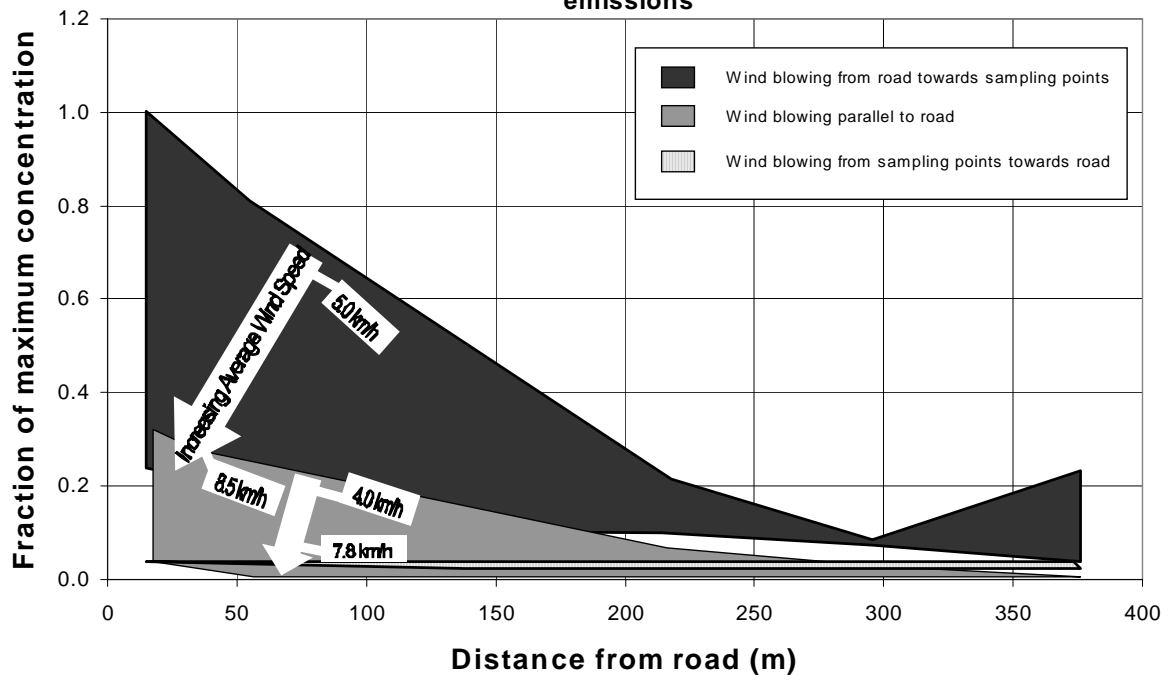 emissions
Fraction of maximum concentration
1.2
1.0
0.8
0.6
0.4
0.2
0.0
Wind blowing from road towards sampling points
Wind blowing parallel to road
Wind blowing from sampling points towards road
Increasing Average Wind Speed
5.0 km/h
8.5 km/h
4.0 km/h
7.8 km/h
0 50 100 150 200 250 300 350 400
Distance from road (m)